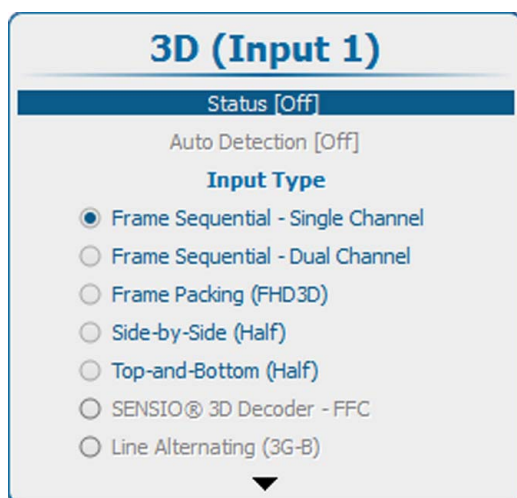 3D (Input 1)
Status [Off]
Auto Detection [Off]
Input Type
Frame Sequential - Single Channel
Frame Sequential - Dual Channel
Frame Packing (FHD3D)
Side-by-Side (Half)
Top-and-Bottom (Half)
SENSIO® 3D Decoder - FFC
Line Alternating (3G-B)